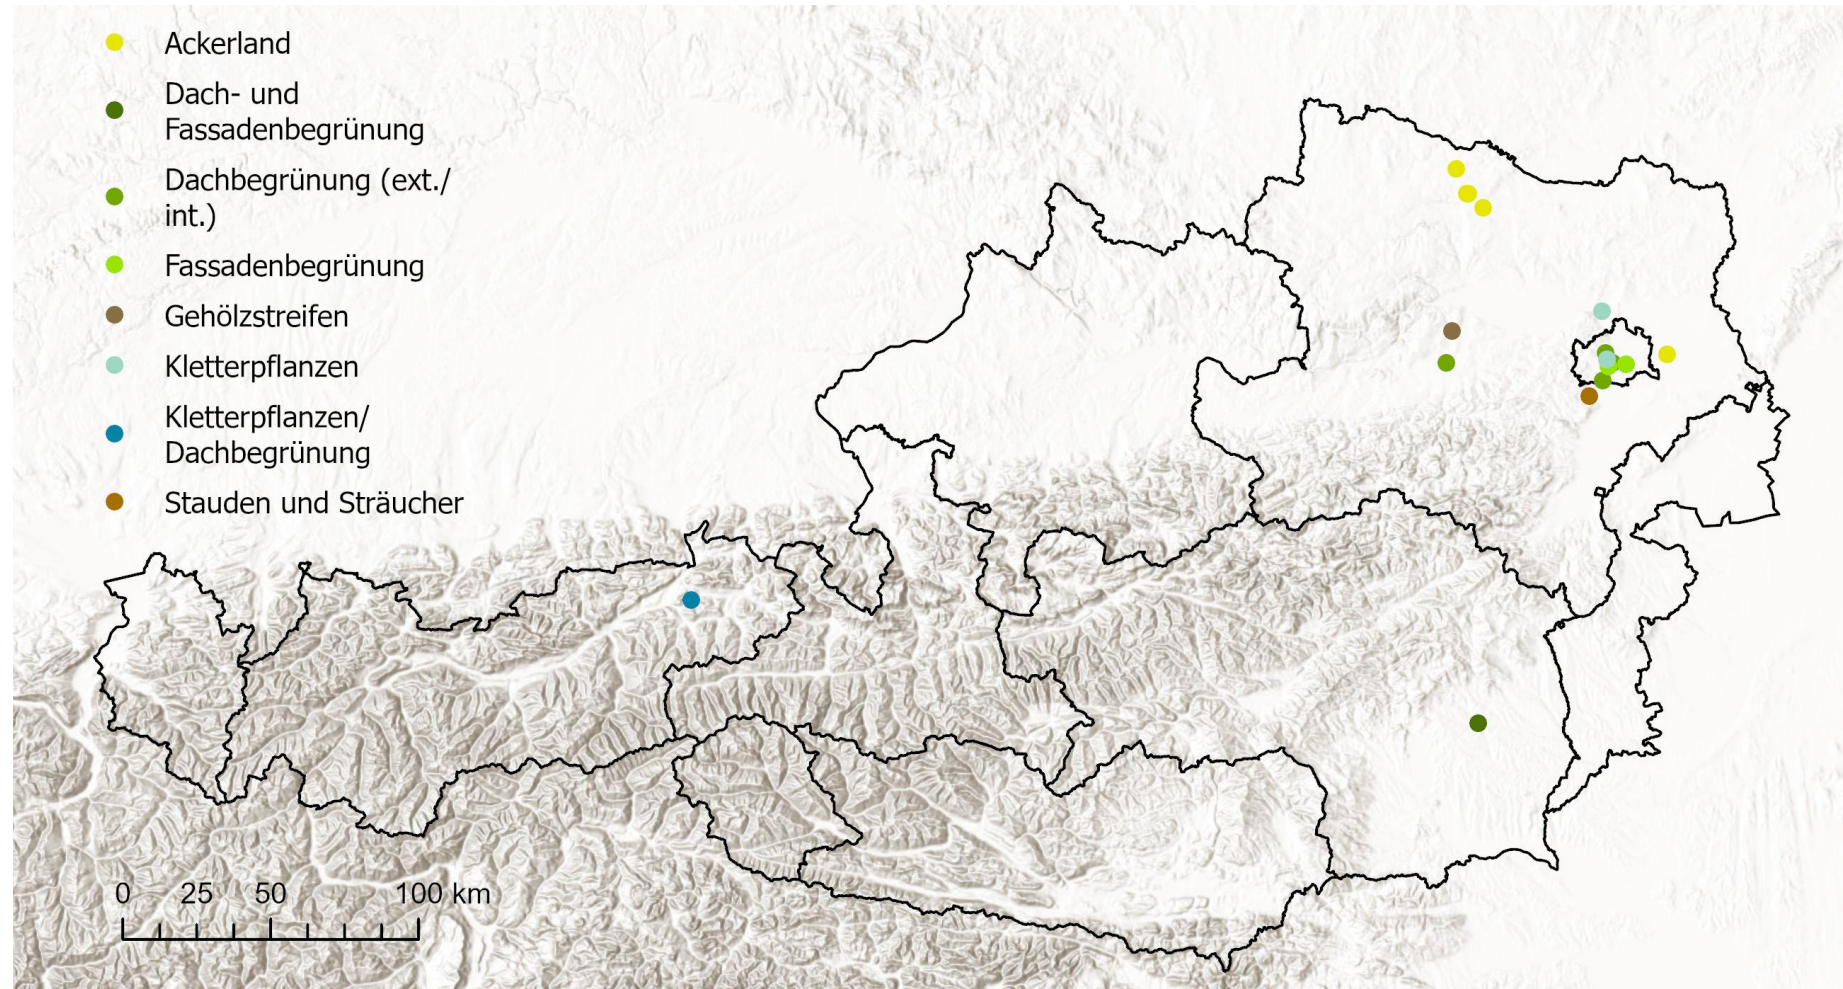 Ackerland
Dach- und
Fassadenbegrünung
Dachbegrünung (ext./
int.)
Fassadenbegrünung
Gehölzstreifen
Kletterpflanzen
Kletterpflanzen/
Dachbegrünung
Stauden und Sträucher
0 25 50 100 km